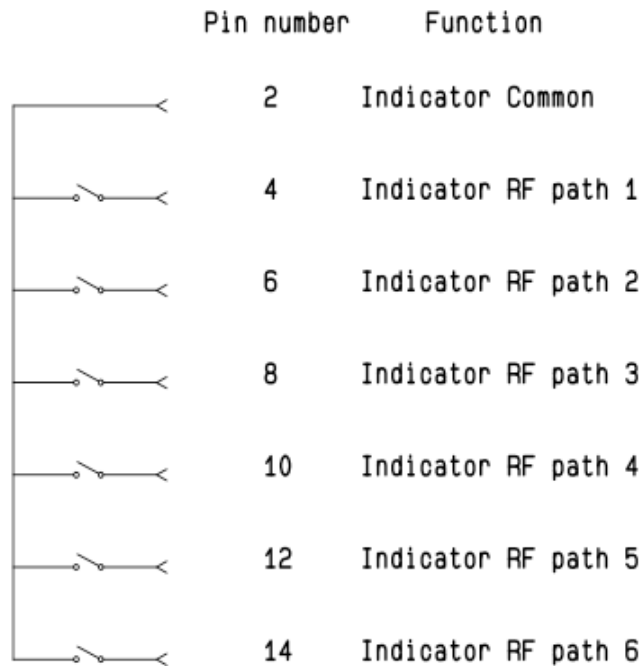 Pin number Function
2 Indicator Common
4 Indicator RF path 1
6 Indicator RF path 2
8 Indicator RF path 3
10 Indicator RF path 4
12 Indicator RF path 5
14 Indicator RF path 6